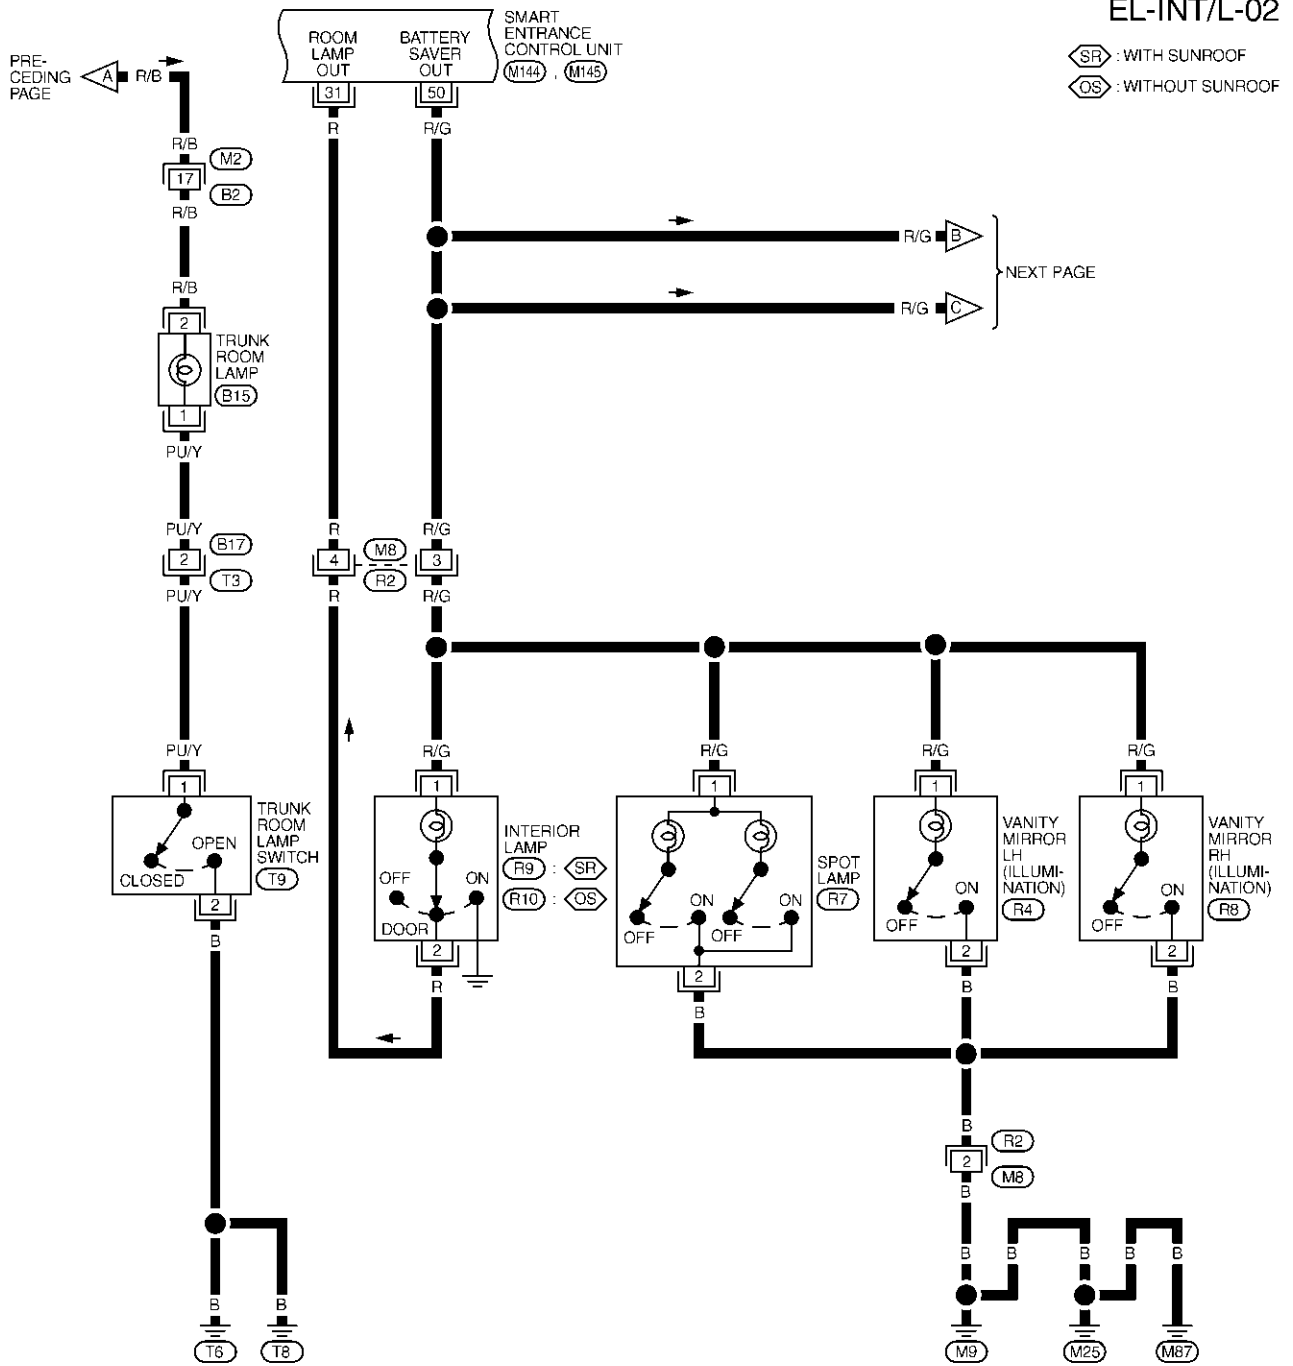 EL-INT/L-02
SR : WITH SUNROOF
OS : WITHOUT SUNROOF
PRE-
CEDING
PAGE
A
R/B
ROOM
LAMP
OUT
BATTERY
SAVER
OUT
SMART
ENTRANCE
CONTROL UNIT
M144 , M145
31
50
R
R/G
R/B
17
M2
B2
R/B
R/G
B
R/G
C
NEXT PAGE
R/B
2
TRUNK
ROOM
LAMP
B15
1
PU/Y
PU/Y
2
B17
T3
PU/Y
R
R/G
4
M8
R2
3
R
R/G
PU/Y
R/G
R/G
R/G
R/G
1
CLOSED
OPEN
2
TRUNK
ROOM
LAMP
SWITCH
T9
B
1
OFF
ON
DOOR
2
INTERIOR
LAMP
R9 : SR
R10 : OS
R
1
OFF
ON
OFF
ON
2
SPOT
LAMP
R7
B
1
OFF
ON
2
VANITY
MIRROR
LH
(ILLUMI-
NATION)
R4
B
1
OFF
ON
2
VANITY
MIRROR
RH
(ILLUMI-
NATION)
R8
B
B
2
R2
M8
B
B
B
B
B
B
B
B
T6
T8
M9
M25
M87